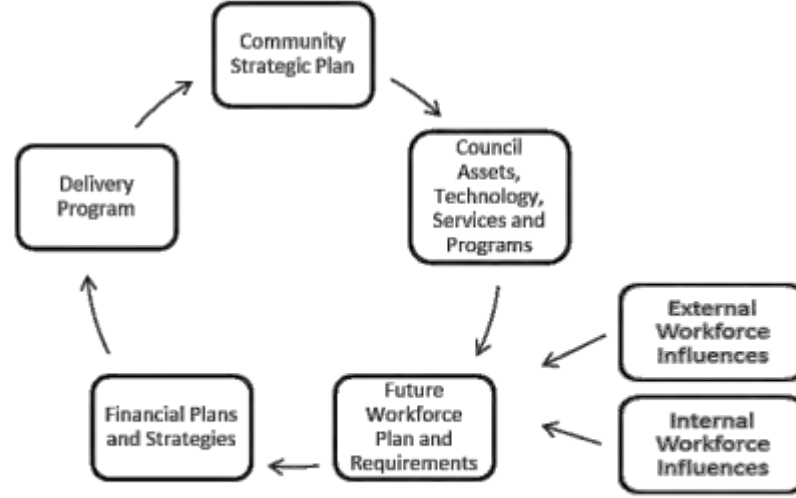 Community
Strategic Plan
Council
Assets,
Technology,
Services and
Programs
Delivery
Program
External
Workforce
Influences
Future
Workforce
Plan and
Requirements
Financial Plans
and Strategies
Internal
Workforce
Influences